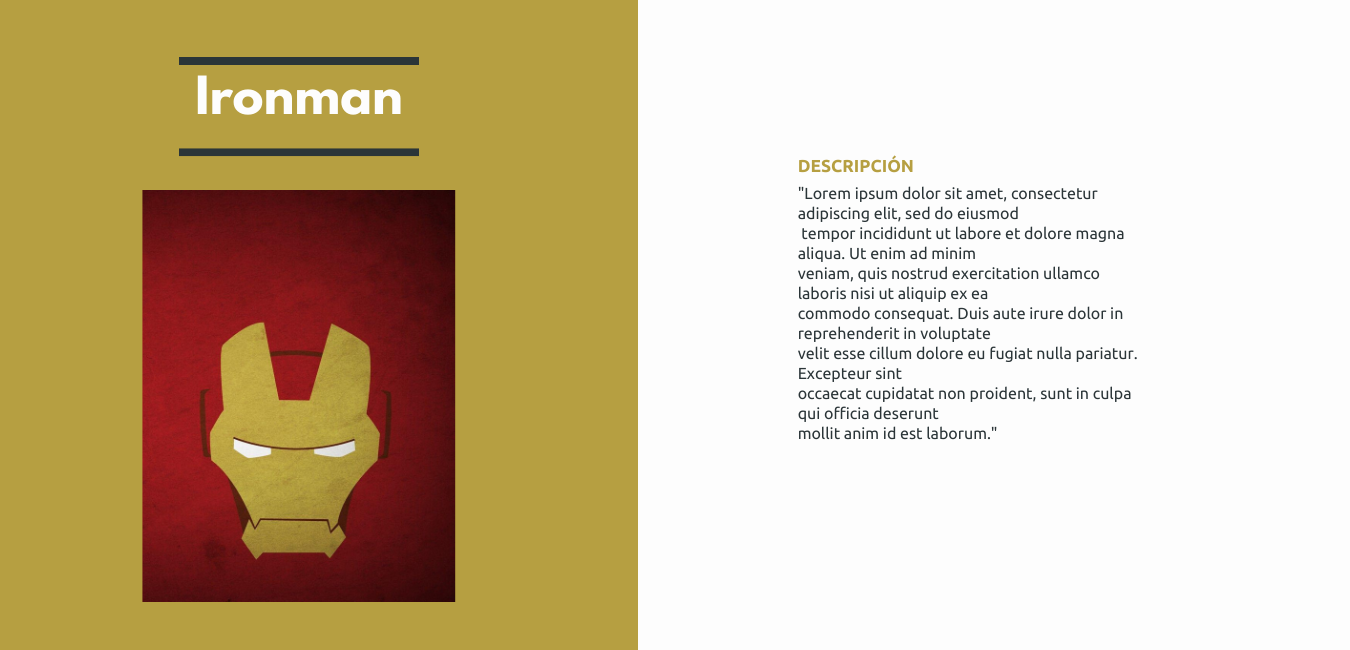 Ironman
DESCRIPCIÓN
"Lorem ipsum dolor sit amet, consectetur
adipiscing elit, sed do eiusmod
tempor incididunt ut labore et dolore magna
aliqua. Ut enim ad minim
veniam, quis nostrud exercitation ullamco
laboris nisi ut aliquip ex ea
commodo consequat. Duis aute irure dolor in
reprehenderit in voluptate
velit esse cillum dolore eu fugiat nulla pariatur.
Excepteur sint
occaecat cupidatat non proident, sunt in culpa
qui officia deserunt
mollit anim id est laborum."